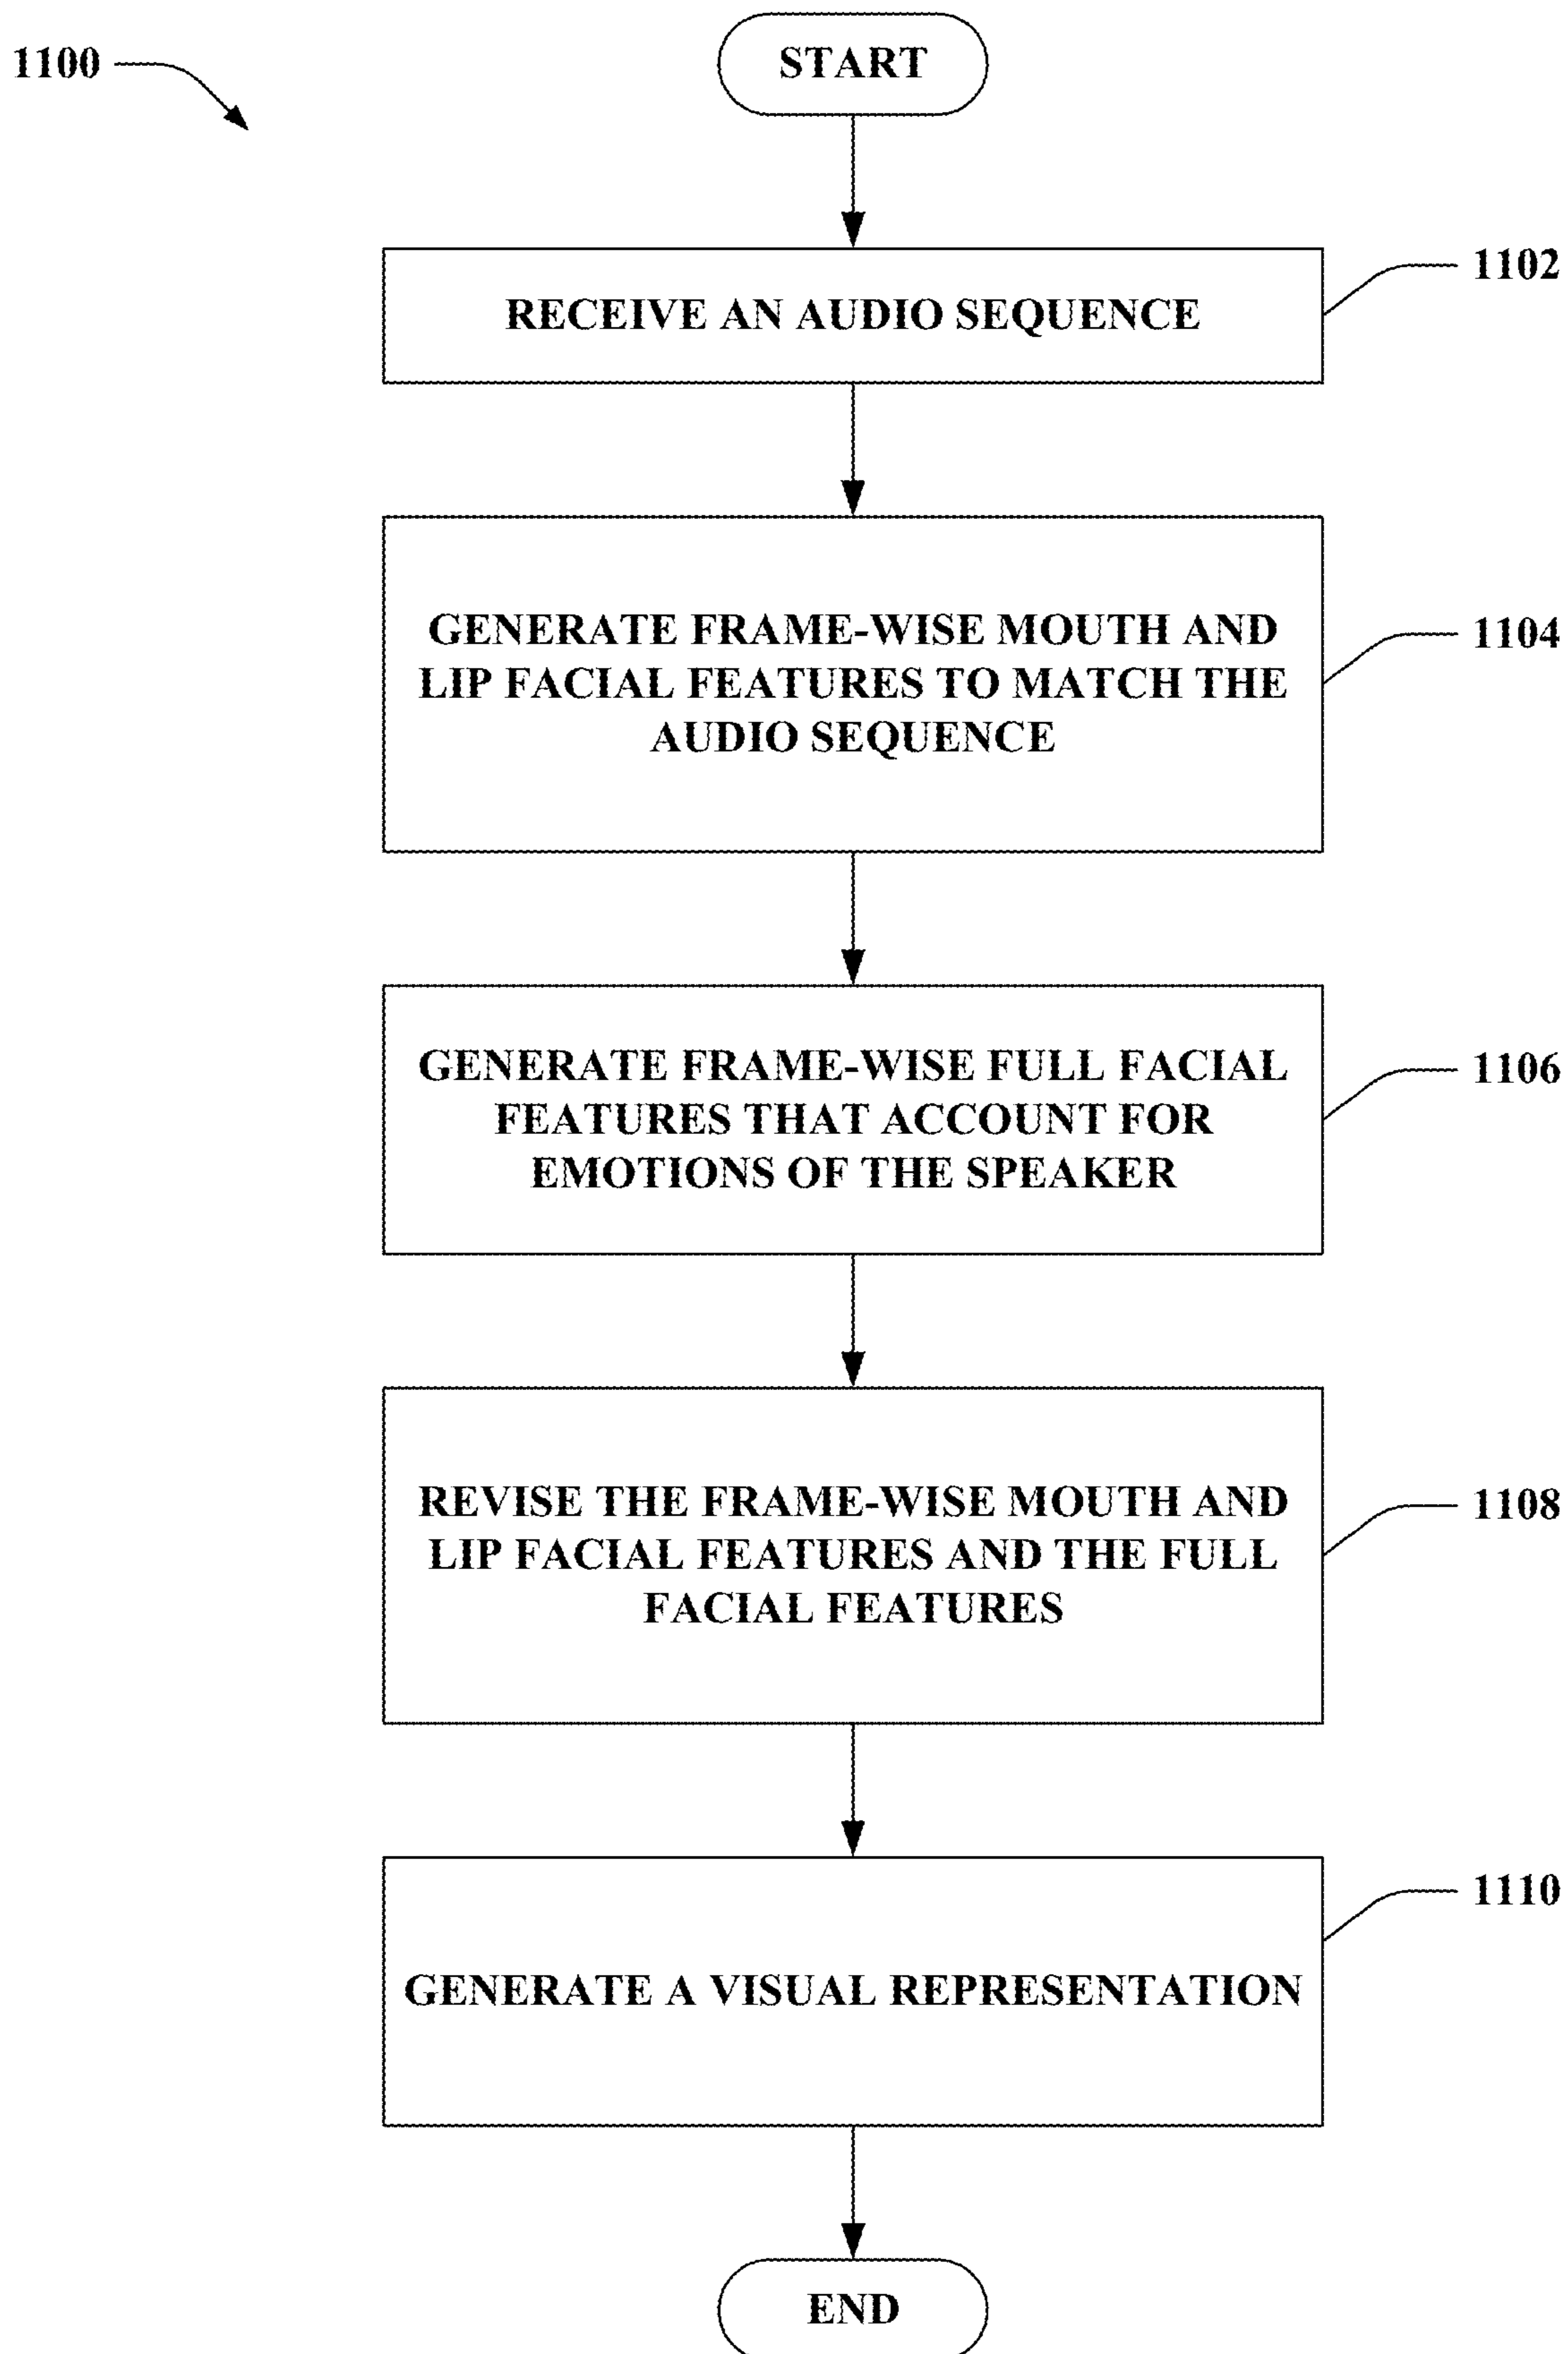 1100
START
RECEIVE AN AUDIO SEQUENCE
1102
GENERATE FRAME-WISE MOUTH AND
LIP FACIAL FEATURES TO MATCH THE
AUDIO SEQUENCE
1104
GENERATE FRAME-WISE FULL FACIAL
FEATURES THAT ACCOUNT FOR
EMOTIONS OF THE SPEAKER
1106
REVISE THE FRAME-WISE MOUTH AND
LIP FACIAL FEATURES AND THE FULL
FACIAL FEATURES
1108
GENERATE A VISUAL REPRESENTATION
1110
END